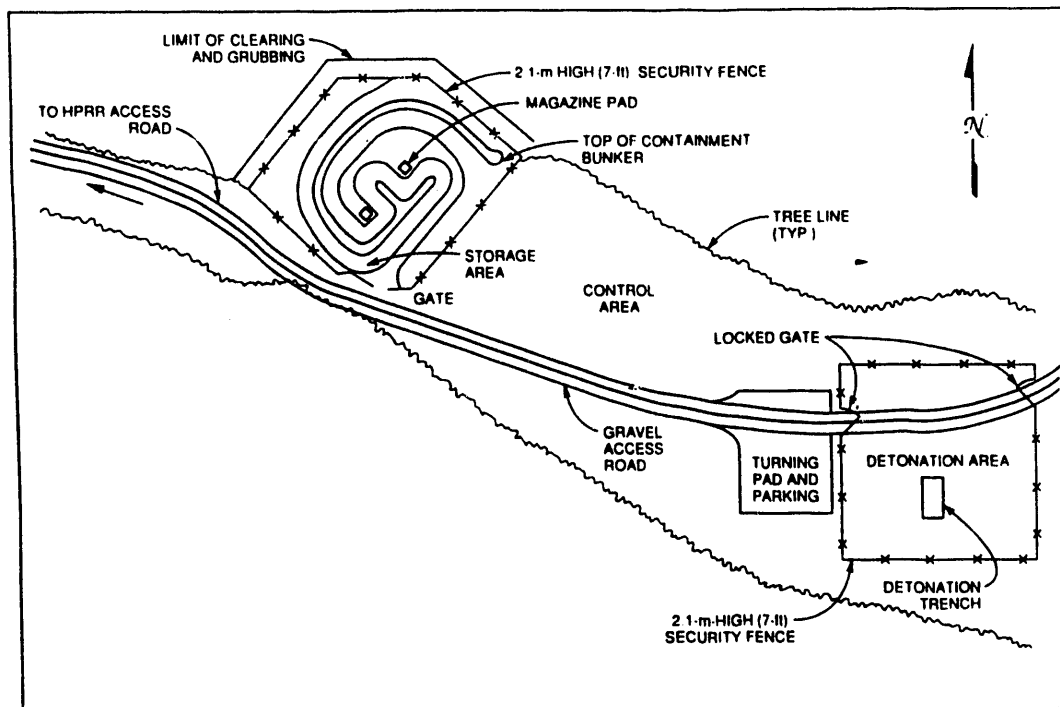 LIMIT OF CLEARING
AND GRUBBING
2.1-m HIGH (7-ft) SECURITY FENCE
MAGAZINE PAD
TO HPRR ACCESS
ROAD
TOP OF CONTAINMENT
BUNKER
N
TREE LINE
(TYP.)
STORAGE
AREA
GATE
CONTROL
AREA
LOCKED GATE
GRAVEL
ACCESS
ROAD
TURNING
PAD AND
PARKING
DETONATION AREA
DETONATION
TRENCH
2.1-m-HIGH (7-ft)
SECURITY FENCE